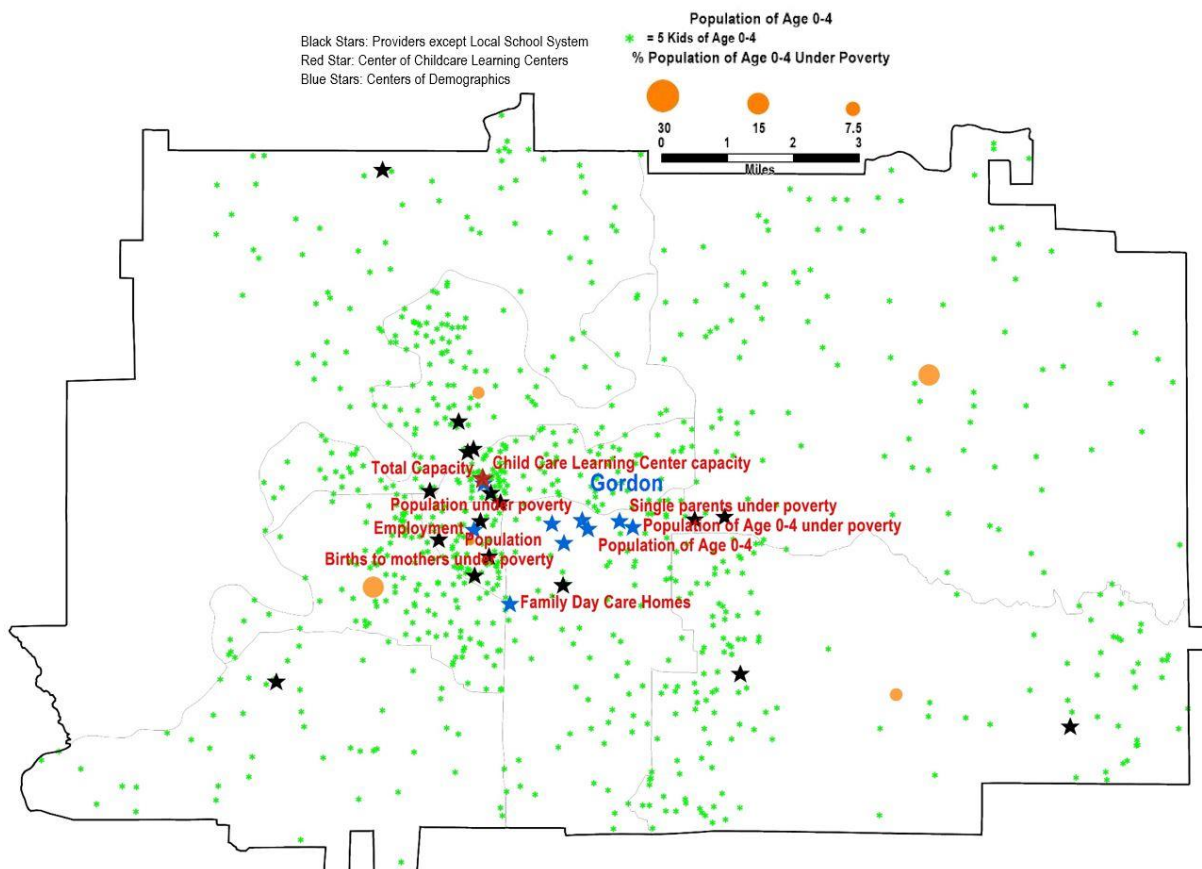 Population of Age 0-4
Black Stars: Providers except Local School System
* = 5 Kids of Age 0-4
Red Star: Center of Childcare Learning Centers
% Population of Age 0-4 Under Poverty
Blue Stars: Centers of Demographics
30 15 7.5
0 1 2 3
Miles
Child Care Learning Center capacity
Total Capacity
Gordon
Population under poverty
Single parents under poverty
Employment
Population of Age 0-4 under poverty
Population
Population of Age 0-4
Births to mothers under poverty
Family Day Care Homes